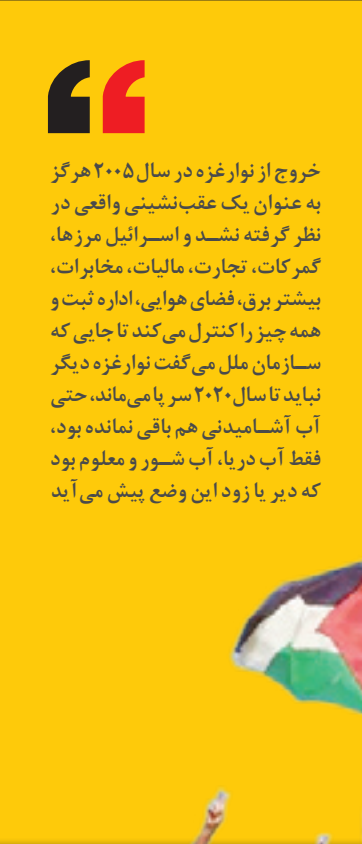 خروج از نوار غزه در سال ۲۰۰۵ هرگز
به عنوان یک عقب‌نشینی واقعی در
نظر گرفته نشد و اسرائیل مرزها،
گمرکات، تجارت، مالیات، مخابرات،
بیشتر برق، فضای هوایی، اداره ثبت و
همه چیز را کنترل می‌کند تا جایی که
سازمان ملل می‌گفت نوار غزه دیگر
نباید تا سال ۲۰۲۰ سر پا می‌ماند، حتی
آب آشامیدنی هم باقی نمانده بود،
فقط آب دریا، آب شور و معلوم بود
که دیر یا زود این وضع پیش می‌آید